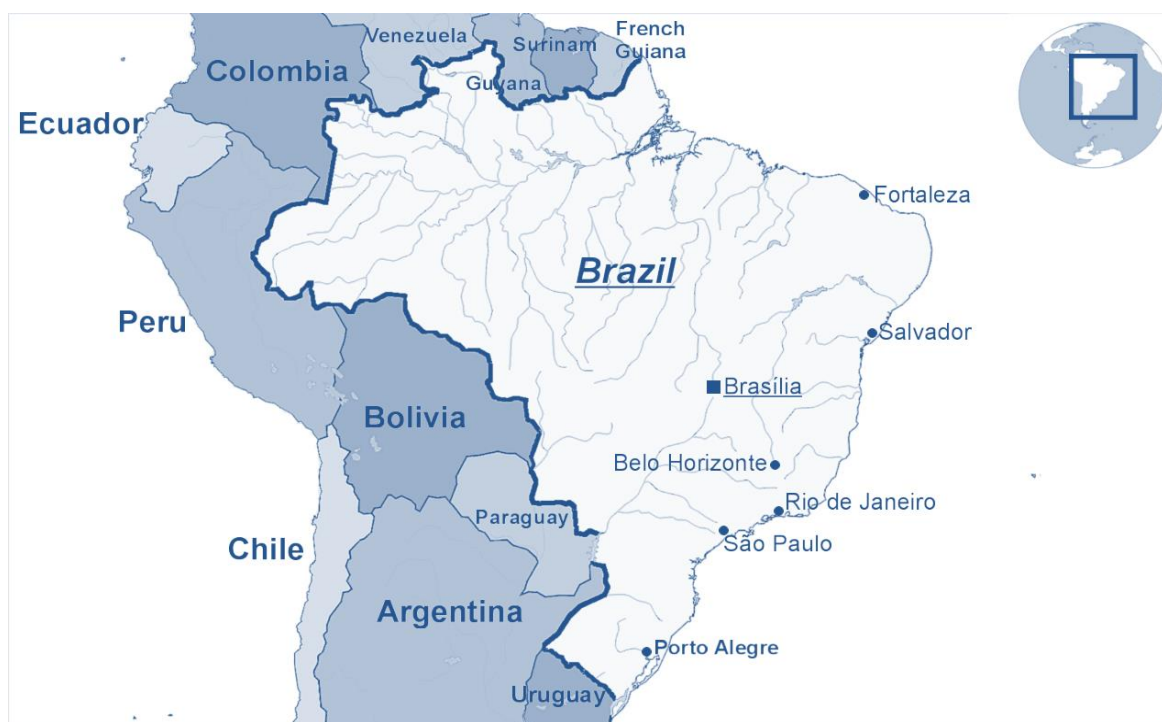 Venezuela
Surinam
French
Guiana
Colombia
Guyana
Ecuador
Fortaleza
Brazil
Peru
Salvador
Brasília
Bolivia
Belo Horizonte
Rio de Janeiro
Paraguay
São Paulo
Chile
Argentina
Porto Alegre
Uruguay